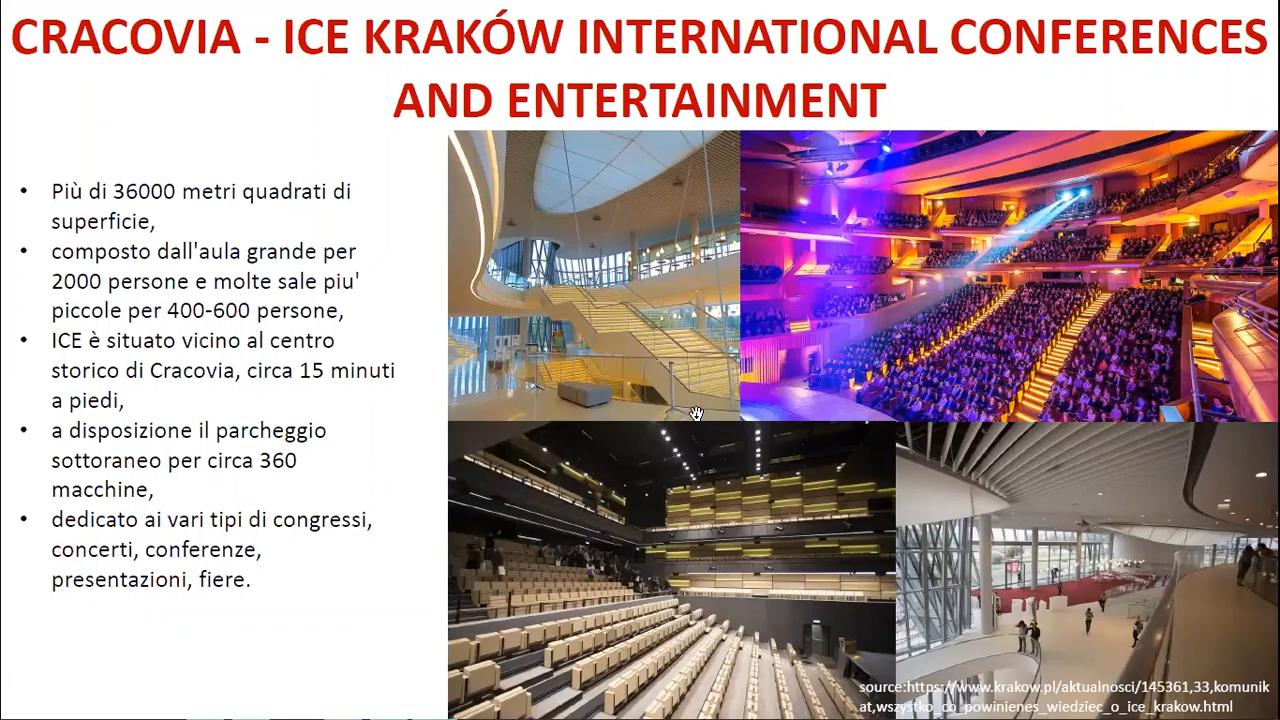 CRACOVIA - ICE KRAKÓW INTERNATIONAL CONFERENCES
AND ENTERTAINMENT
• Più di 36000 metri quadrati di
superficie,
• composto dall'aula grande per
2000 persone e molte sale piu'
piccole per 400-600 persone,
• ICE è situato vicino al centro
storico di Cracovia, circa 15 minuti
a piedi,
• a disposizione il parcheggio
sottoraneo per circa 360
macchine,
• dedicato ai vari tipi di congressi,
concerti, conferenze,
presentazioni, fiere.
source:https://www.krakow.pl/aktualnosci/145361,33,komunik
at,wszystko_co_powinienes_wiedziec_o_ice_krakow.html